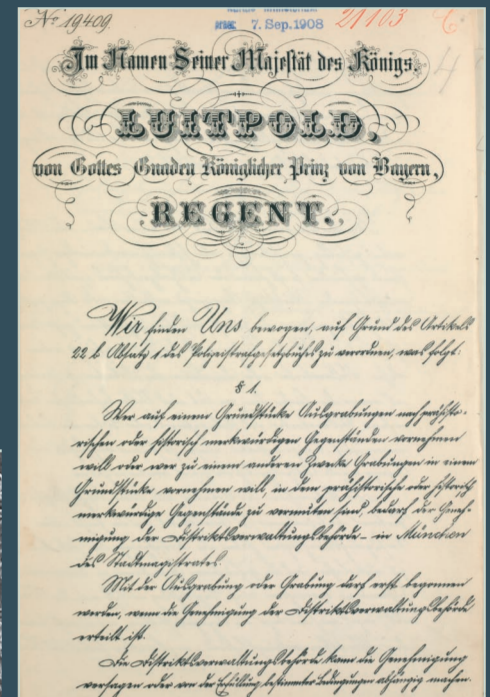 Nº 19409.
7. Sep. 1908
21103
4
Im Namen Seiner Majestät des Königs.
LUITPOLD,
von Gottes Gnaden Königlicher Prinz von Bayern,
REGENT.
Wir finden Uns bewogen, auf Grund des Artikels
22 b Absatz 1 des Polizeistrafgesetzbuches zu verordnen, was folgt:
§ 1.
Wer auf einem Grundstücke Ausgrabungen nach prähisto-
rischen oder historisch merkwürdigen Gegenständen vornehmen
will oder wer zu einem anderen Zwecke Grabungen in einem
Grundstücke vornehmen will, in dem prähistorische oder historisch
merkwürdige Gegenstände zu vermuten sind, bedarf der Geneh-
migung der Distriktsverwaltungsbehörde – in München
des Stadtmagistrates.
Mit der Ausgrabung oder Grabung darf erst begonnen
werden, wenn die Genehmigung der Distriktsverwaltungsbehörde
erteilt ist.
Die Distriktsverwaltungsbehörde kann die Genehmigung
versagen oder von der Erfüllung bestimmter Bedingungen abhängig machen.